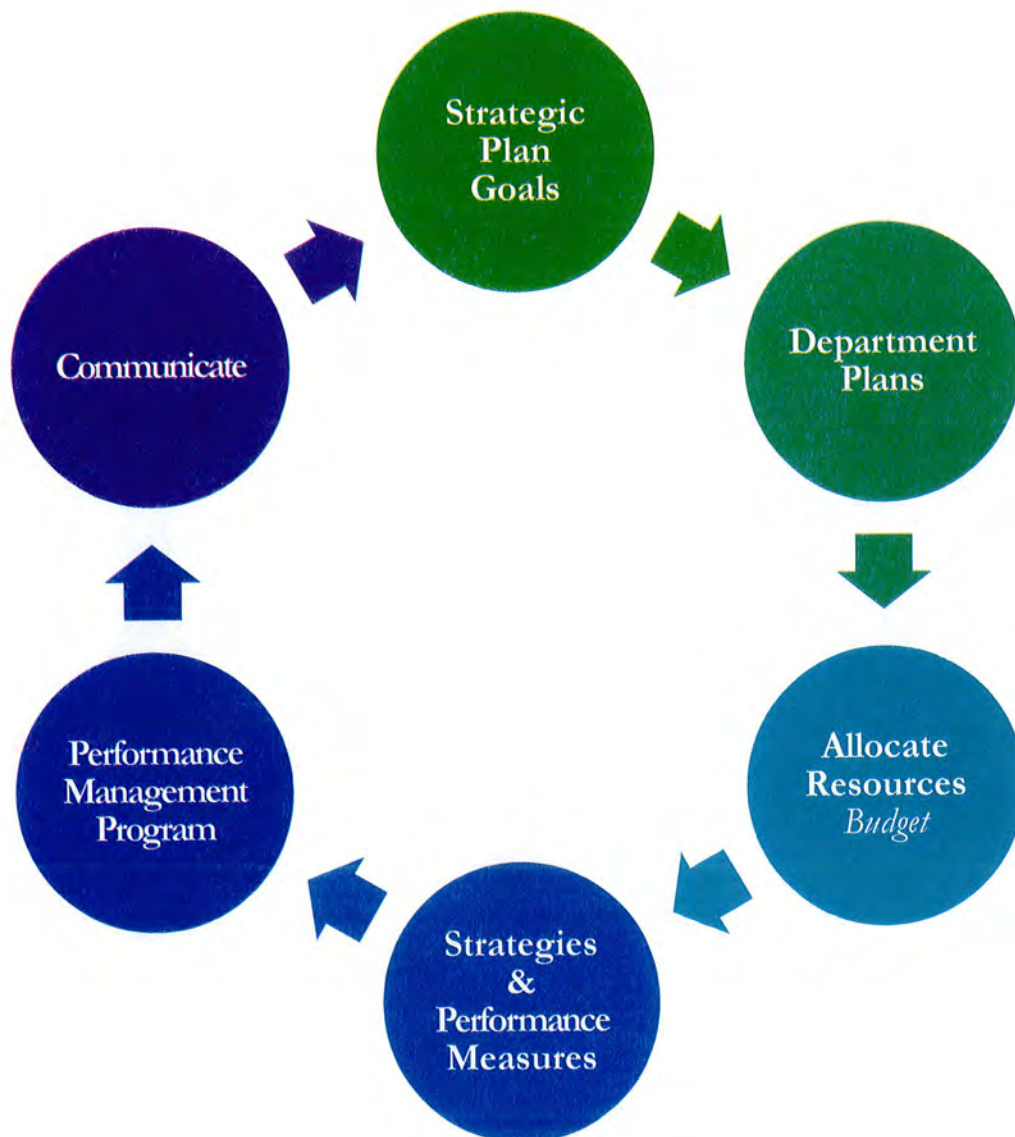 Strategic
Plan
Goals
Department
Plans
Allocate
Resources
Budget
Strategies
&
Performance
Measures
Performance
Management
Program
Communicate